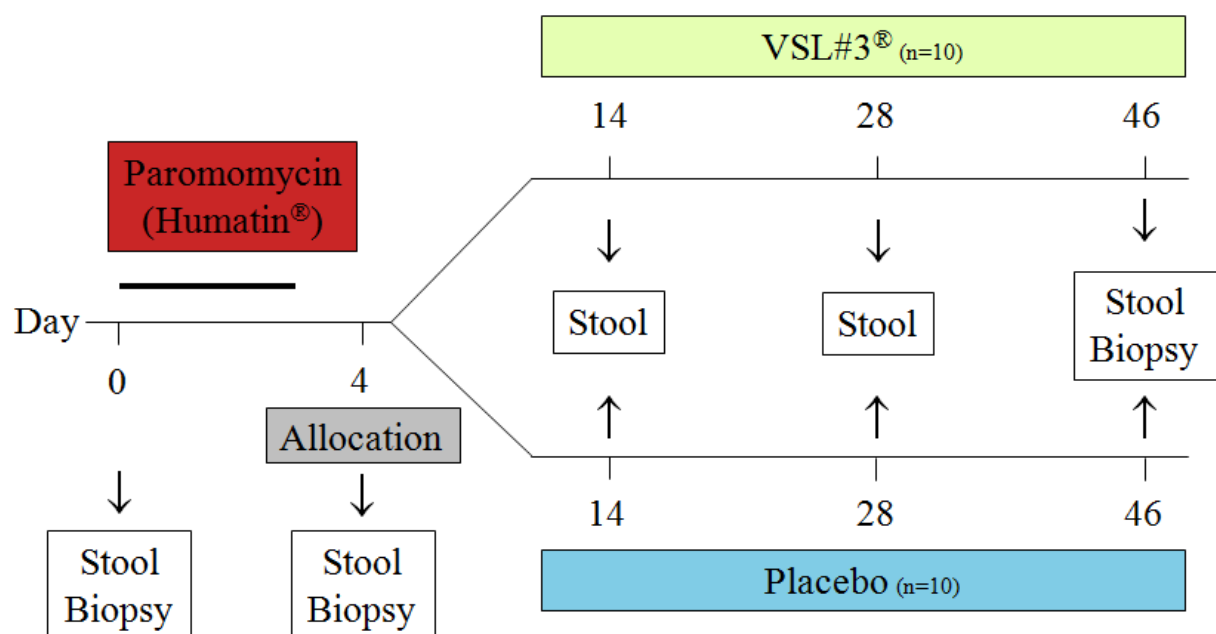 VSL#3® (n=10)
14 28 46
Paromomycin
(Humatin®)
Day
0 4
Allocation
Stool
Biopsy
Stool
Biopsy
Stool
Stool
Stool
Biopsy
14 28 46
Placebo (n=10)